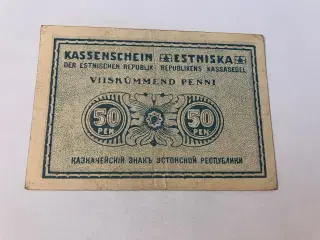 KASSENSCHEIN ESTNISKA
DER ESTNISCHEN REPUBLIK REPUBLIKENS KASSASEDEL
VIISKÜMMEND PENNI
50 PEN 50 PEN
КАЗНАЧЕЙСКІЙ ЗНАКЪ ЭСТОНСКОЙ РЕСПУБЛИКИ